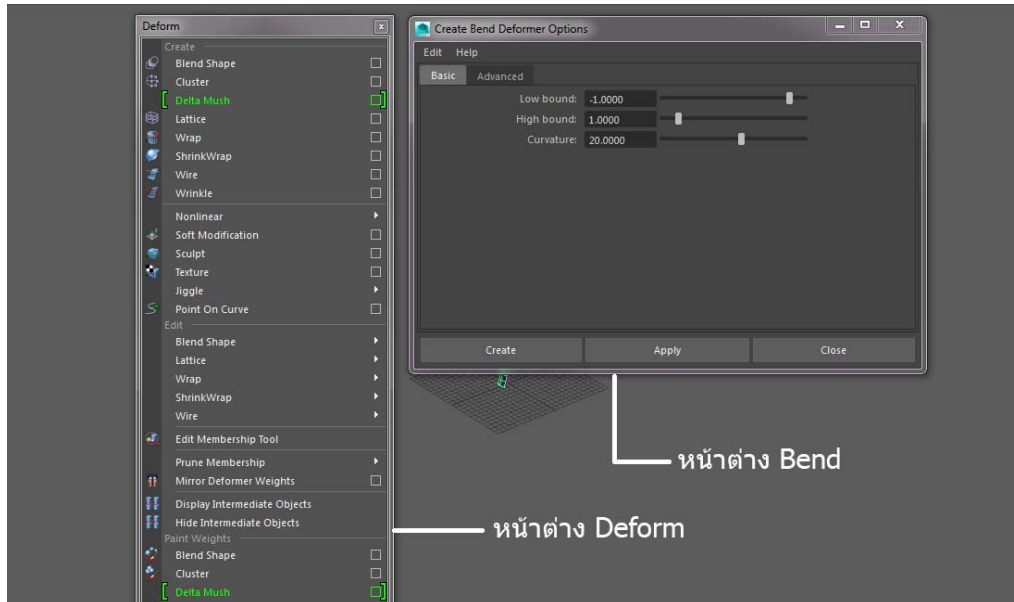 Deform
Create
Blend Shape
Cluster
Delta Mush
Lattice
Wrap
ShrinkWrap
Wire
Wrinkle
Nonlinear
Soft Modification
Sculpt
Texture
Jiggle
Point On Curve
Edit
Blend Shape
Lattice
Wrap
ShrinkWrap
Wire
Edit Membership Tool
Prune Membership
Mirror Deformer Weights
Display Intermediate Objects
Hide Intermediate Objects
Paint Weights
Blend Shape
Cluster
Delta Mush
Create Bend Deformer Options
Edit Help
Basic Advanced
Low bound: -1.0000
High bound: 1.0000
Curvature: 20.0000
Create Apply Close
หน้าต่าง Bend
หน้าต่าง Deform